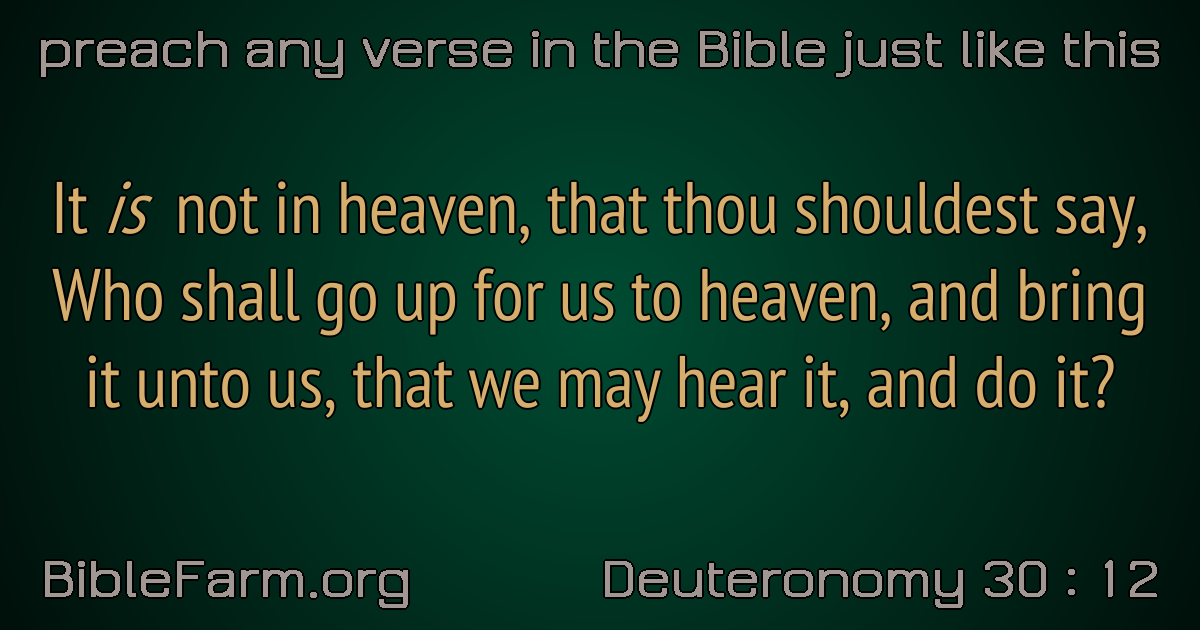 preach any verse in the Bible just like this
It is not in heaven, that thou shouldest say,
Who shall go up for us to heaven, and bring
it unto us, that we may hear it, and do it?
BibleFarm.org
Deuteronomy 30 : 12